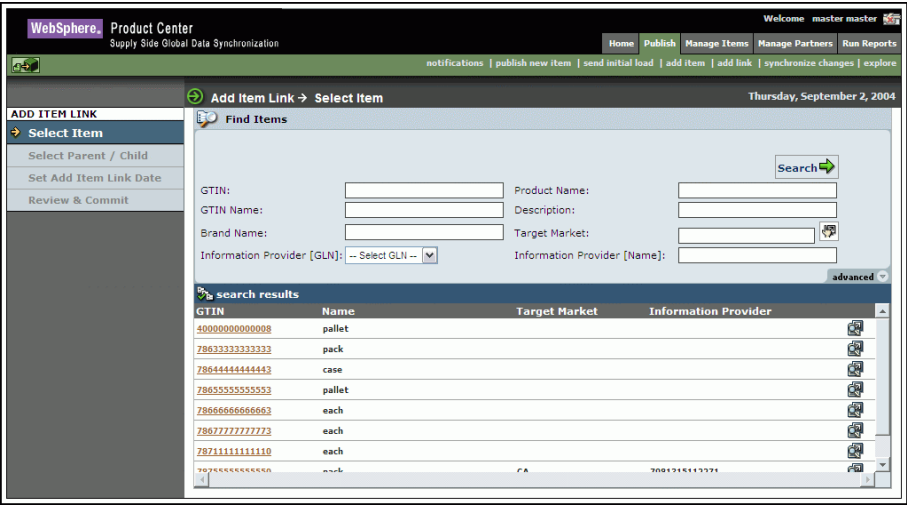 Welcome master master
WebSphere. Product Center
Supply Side Global Data Synchronization
Home Publish Manage Items Manage Partners Run Reports
notifications | publish new item | send initial load | add item | add link | synchronize changes | explore
Add Item Link → Select Item Thursday, September 2, 2004
ADD ITEM LINK
Select Item
Select Parent / Child
Set Add Item Link Date
Review & Commit
Find Items
Search
GTIN: Product Name:
GTIN Name: Description:
Brand Name: Target Market:
Information Provider [GLN]: -- Select GLN -- Information Provider [Name]:
advanced
search results
GTIN Name Target Market Information Provider
40000000000008 pallet
78633333333333 pack
78644444444443 case
78655555555553 pallet
78666666666663 each
78677777777773 each
78711111111110 each
pack CA